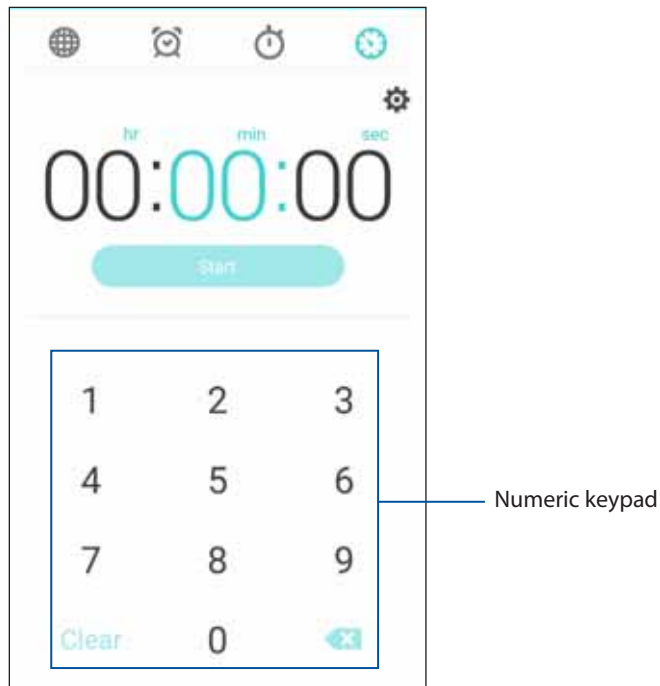 hr min sec
00:00:00
Start
1 2 3
4 5 6
Numeric keypad
7 8 9
Clear 0